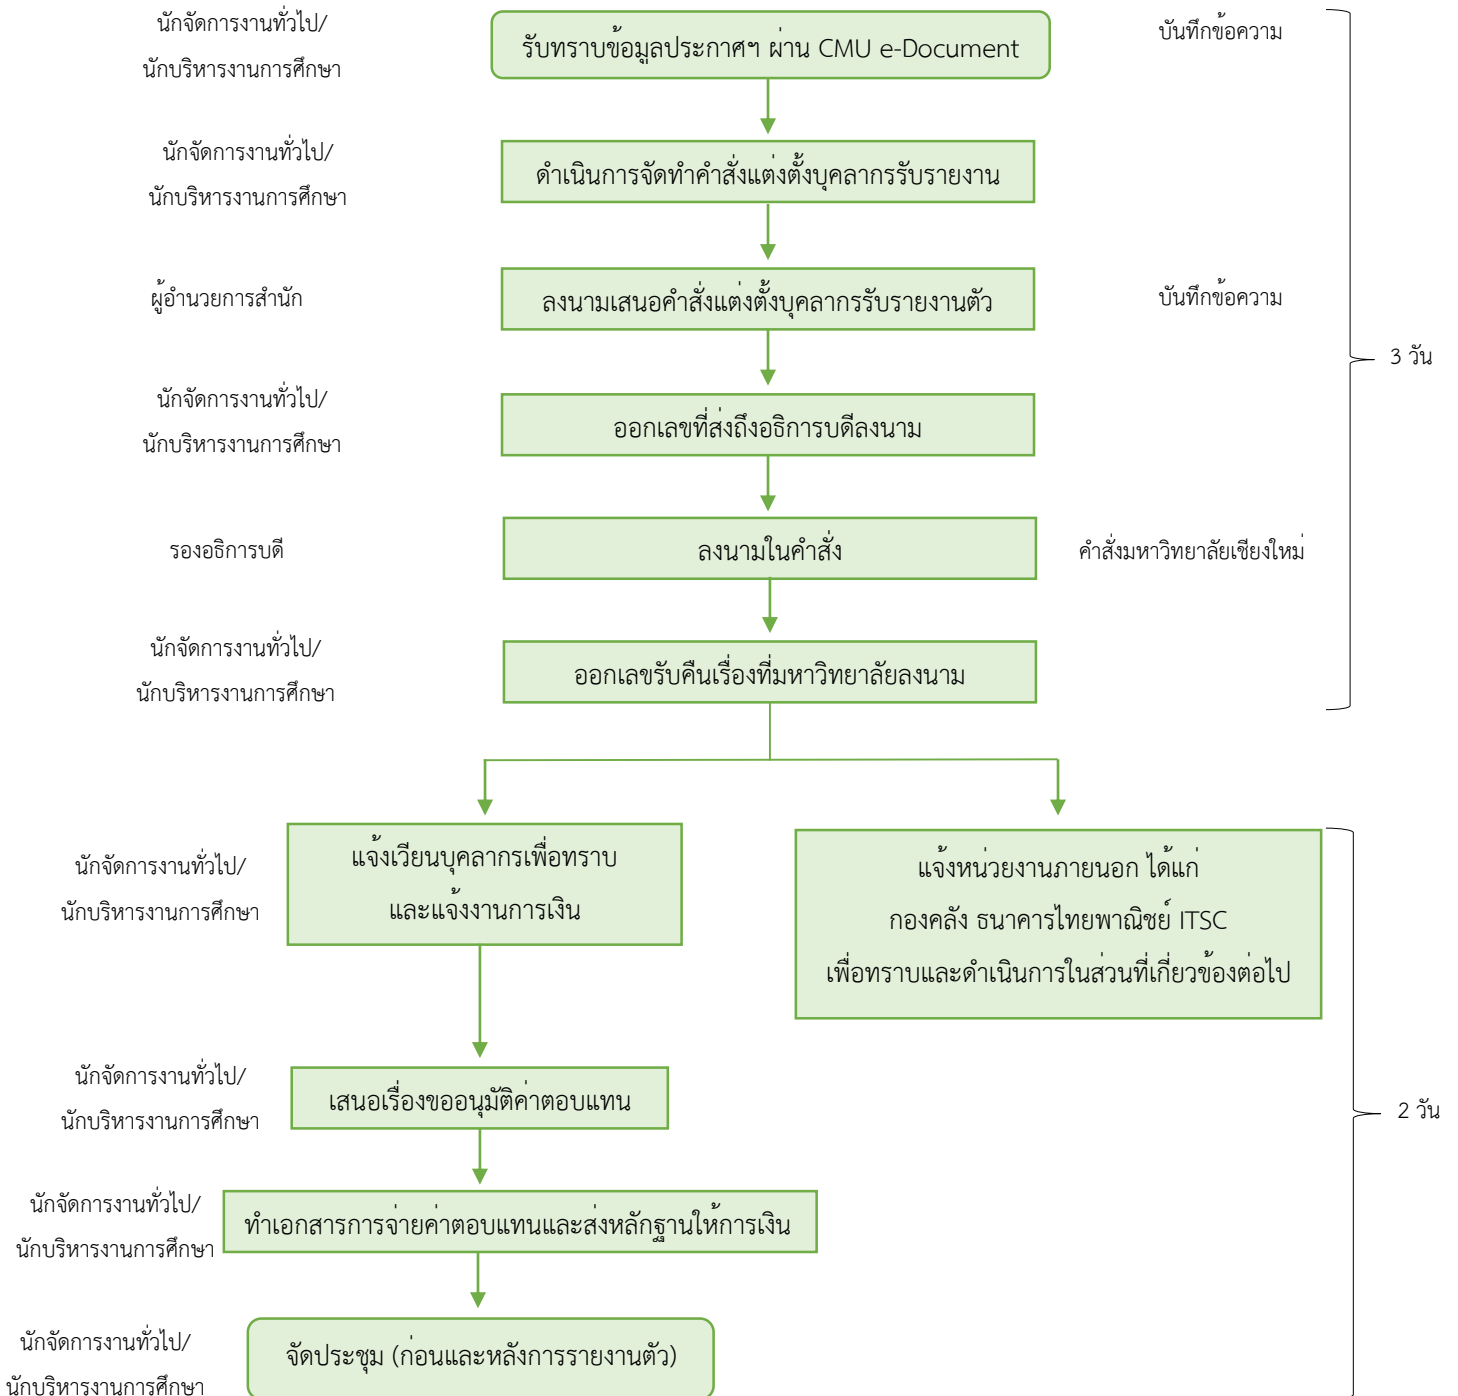 นักจัดการงานทั่วไป/
นักบริหารงานการศึกษา
รับทราบข้อมูลประกาศฯ ผ่าน CMU e-Document
บันทึกข้อความ
นักจัดการงานทั่วไป/
นักบริหารงานการศึกษา
ดำเนินการจัดทำคำสั่งแต่งตั้งบุคลากรรับรายงาน
ผู้อำนวยการสำนัก
ลงนามเสนอคำสั่งแต่งตั้งบุคลากรรับรายงานตัว
บันทึกข้อความ
3 วัน
นักจัดการงานทั่วไป/
นักบริหารงานการศึกษา
ออกเลขที่ส่งถึงอธิการบดีลงนาม
รองอธิการบดี
ลงนามในคำสั่ง
คำสั่งมหาวิทยาลัยเชียงใหม่
นักจัดการงานทั่วไป/
นักบริหารงานการศึกษา
ออกเลขรับคืนเรื่องที่มหาวิทยาลัยลงนาม
นักจัดการงานทั่วไป/
นักบริหารงานการศึกษา
แจ้งเวียนบุคลากรเพื่อทราบ
และแจ้งงานการเงิน
แจ้งหน่วยงานภายนอก ได้แก่
กองคลัง ธนาคารไทยพาณิชย์ ITSC
เพื่อทราบและดำเนินการในส่วนที่เกี่ยวข้องต่อไป
นักจัดการงานทั่วไป/
นักบริหารงานการศึกษา
เสนอเรื่องขออนุมัติค่าตอบแทน
2 วัน
นักจัดการงานทั่วไป/
นักบริหารงานการศึกษา
ทำเอกสารการจ่ายค่าตอบแทนและส่งหลักฐานให้การเงิน
นักจัดการงานทั่วไป/
นักบริหารงานการศึกษา
จัดประชุม (ก่อนและหลังการรายงานตัว)